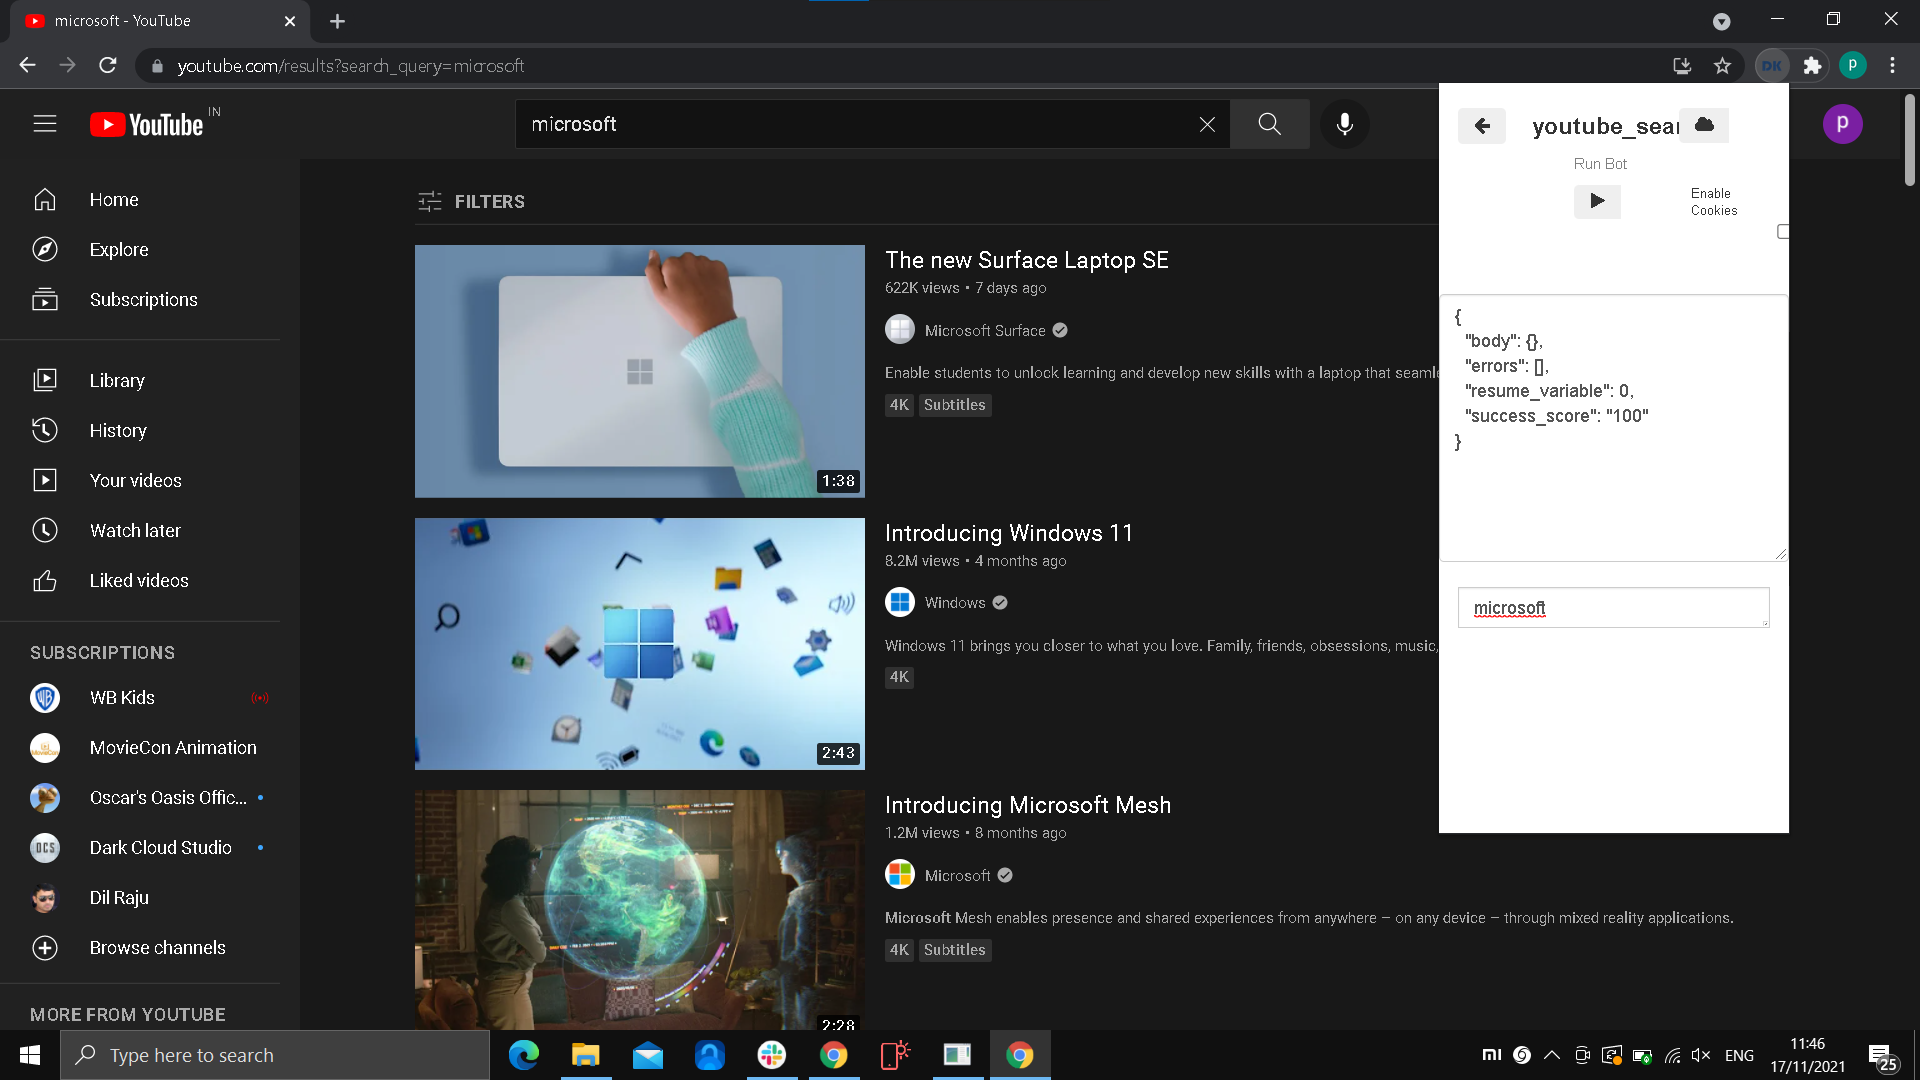 microsoft - YouTube
youtube.com/results?search_query=microsoft
DK
p
YouTube IN
microsoft
p
Home
Explore
Subscriptions
Library
History
Your videos
Watch later
Liked videos
SUBSCRIPTIONS
WB Kids
MovieCon Animation
Oscar's Oasis Offic...
DCS
Dark Cloud Studio
Dil Raju
Browse channels
MORE FROM YOUTUBE
FILTERS
1:38
The new Surface Laptop SE
622K views • 7 days ago
Microsoft Surface
Enable students to unlock learning and develop new skills with a laptop that seamle
4K Subtitles
2:43
Introducing Windows 11
8.2M views • 4 months ago
Windows
Windows 11 brings you closer to what you love. Family, friends, obsessions, music,
4K
2:28
Introducing Microsoft Mesh
1.2M views • 8 months ago
Microsoft
Microsoft Mesh enables presence and shared experiences from anywhere – on any device – through mixed reality applications.
4K Subtitles
youtube_sear
Run Bot
Enable
Cookies
{
"body": {},
"errors": [],
"resume_variable": 0,
"success_score": "100"
}
microsoft
Type here to search
mi
ENG
11:46
17/11/2021
25